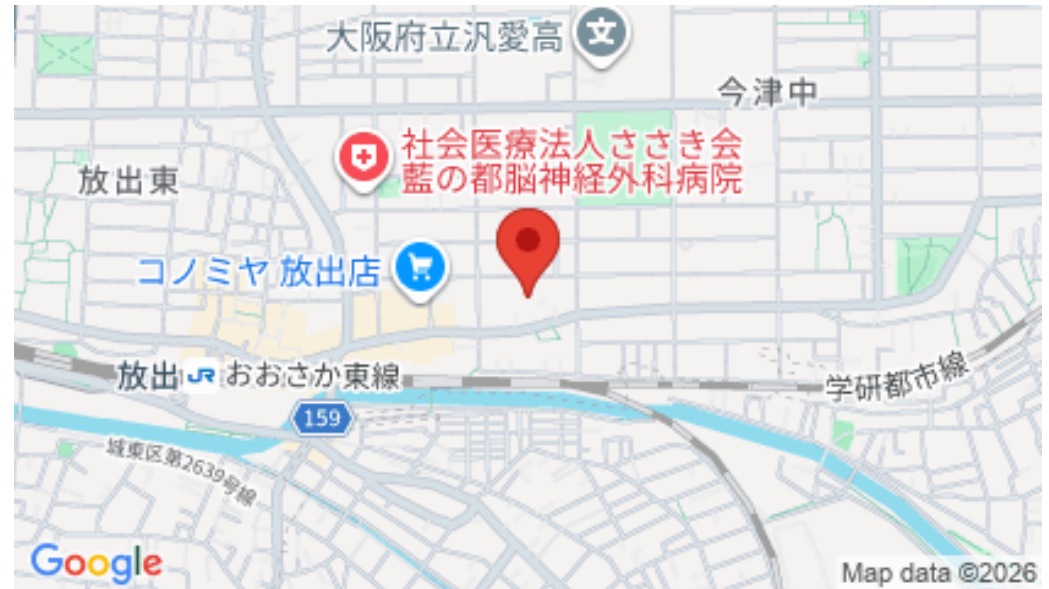 大阪府立汎愛高
今津中
社会医療法人ささき会
藍の都脳神経外科病院
放出東
コノミヤ 放出店
放出 JR おおさか東線
学研都市線
159
城東区第2639号線
Google
Map data ©2026